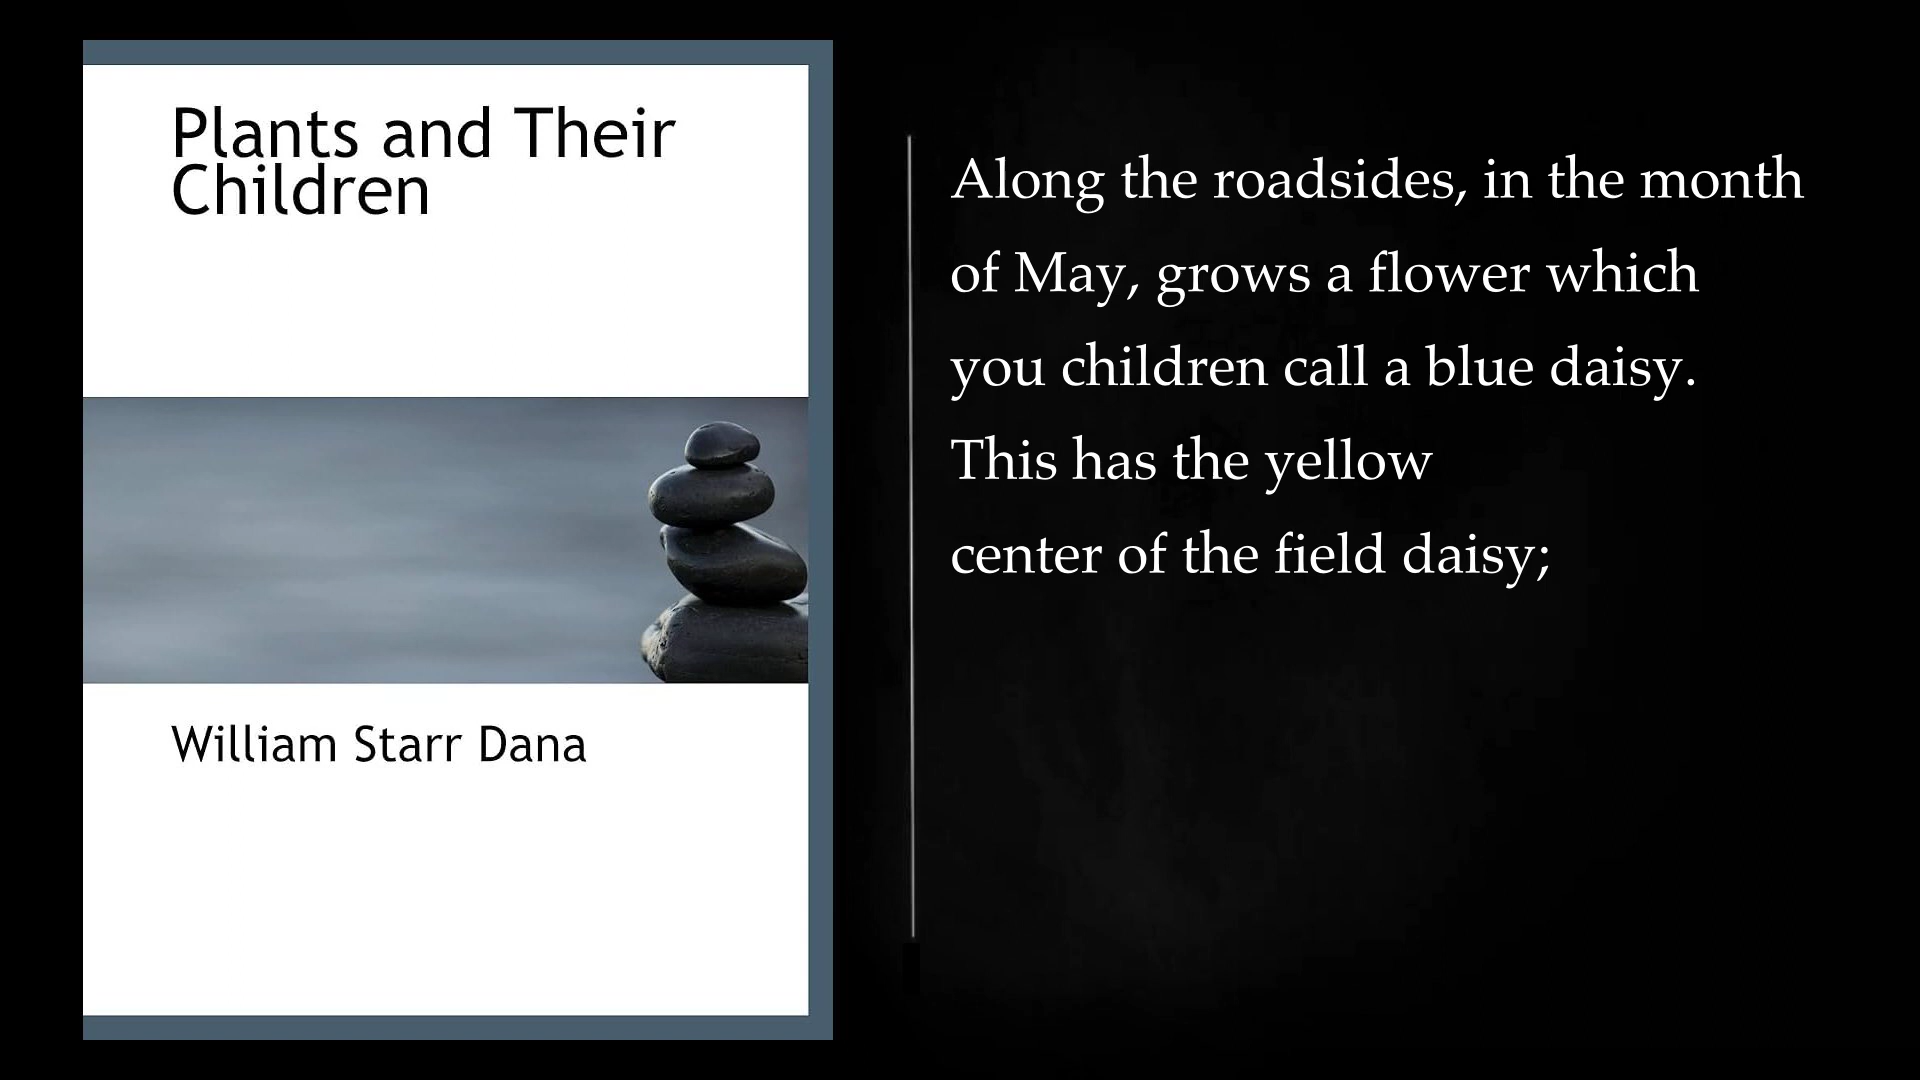 Plants and Their
Children
William Starr Dana
Along the roadsides, in the month
of May, grows a flower which
you children call a blue daisy.
This has the yellow
center of the field daisy;